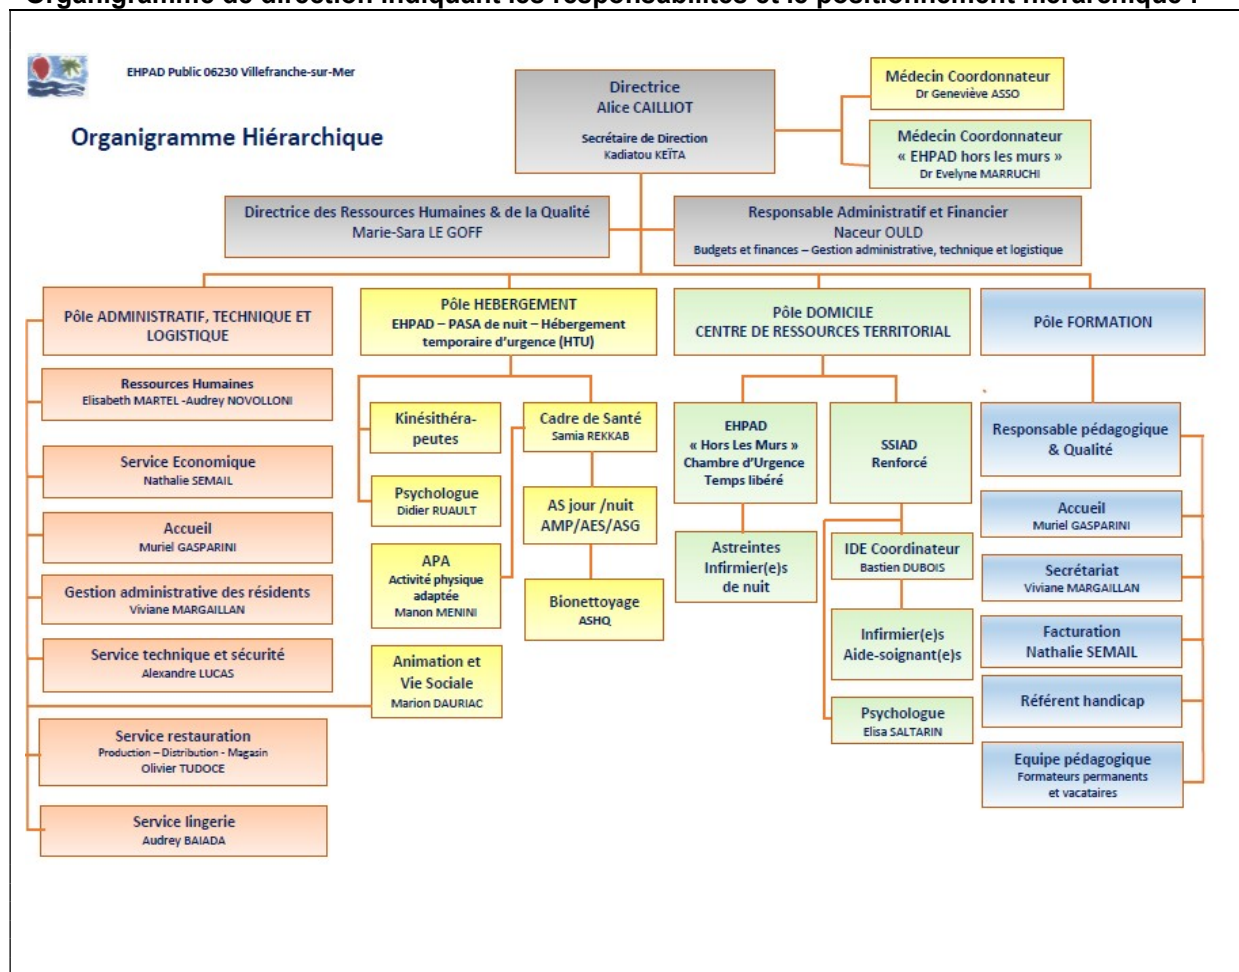 Organigramme de direction indiquant les responsabilités et le positionnement hiérarchique :
EHPAD Public 06230 Villefranche-sur-Mer
Organigramme Hiérarchique
Directrice
Alice CAILLIOT
Secrétaire de Direction
Kadiatou KEÏTA
Médecin Coordonnateur
Dr Geneviève ASSO
Médecin Coordonnateur
« EHPAD hors les murs »
Dr Evelyne MARRUCHI
Directrice des Ressources Humaines & de la Qualité
Marie-Sara LE GOFF
Responsable Administratif et Financier
Naceur OULD
Budgets et finances – Gestion administrative, technique et logistique
Pôle ADMINISTRATIF, TECHNIQUE ET
LOGISTIQUE
Ressources Humaines
Elisabeth MARTEL -Audrey NOVOLLONI
Service Economique
Nathalie SEMAIL
Accueil
Muriel GASPARINI
Gestion administrative des résidents
Viviane MARGAILLAN
Service technique et sécurité
Alexandre LUCAS
Service restauration
Production – Distribution - Magasin
Olivier TUDOCE
Service lingerie
Audrey BAIADA
Pôle HEBERGEMENT
EHPAD – PASA de nuit – Hébergement
temporaire d'urgence (HTU)
Kinésithéra-
peutes
Psychologue
Didier RUAULT
APA
Activité physique
adaptée
Manon MENINI
Animation et
Vie Sociale
Marion DAURIAC
Cadre de Santé
Samia REKKAB
AS jour /nuit
AMP/AES/ASG
Bionettoyage
ASHQ
Pôle DOMICILE
CENTRE DE RESSOURCES TERRITORIAL
EHPAD
« Hors Les Murs »
Chambre d'Urgence
Temps libéré
Astreintes
Infirmier(e)s
de nuit
SSIAD
Renforcé
IDE Coordinateur
Bastien DUBOIS
Infirmier(e)s
Aide-soignant(e)s
Psychologue
Elisa SALTARIN
Pôle FORMATION
Responsable pédagogique
& Qualité
Accueil
Muriel GASPARINI
Secrétariat
Viviane MARGAILLAN
Facturation
Nathalie SEMAIL
Référent handicap
Equipe pédagogique
Formateurs permanents
et vacataires